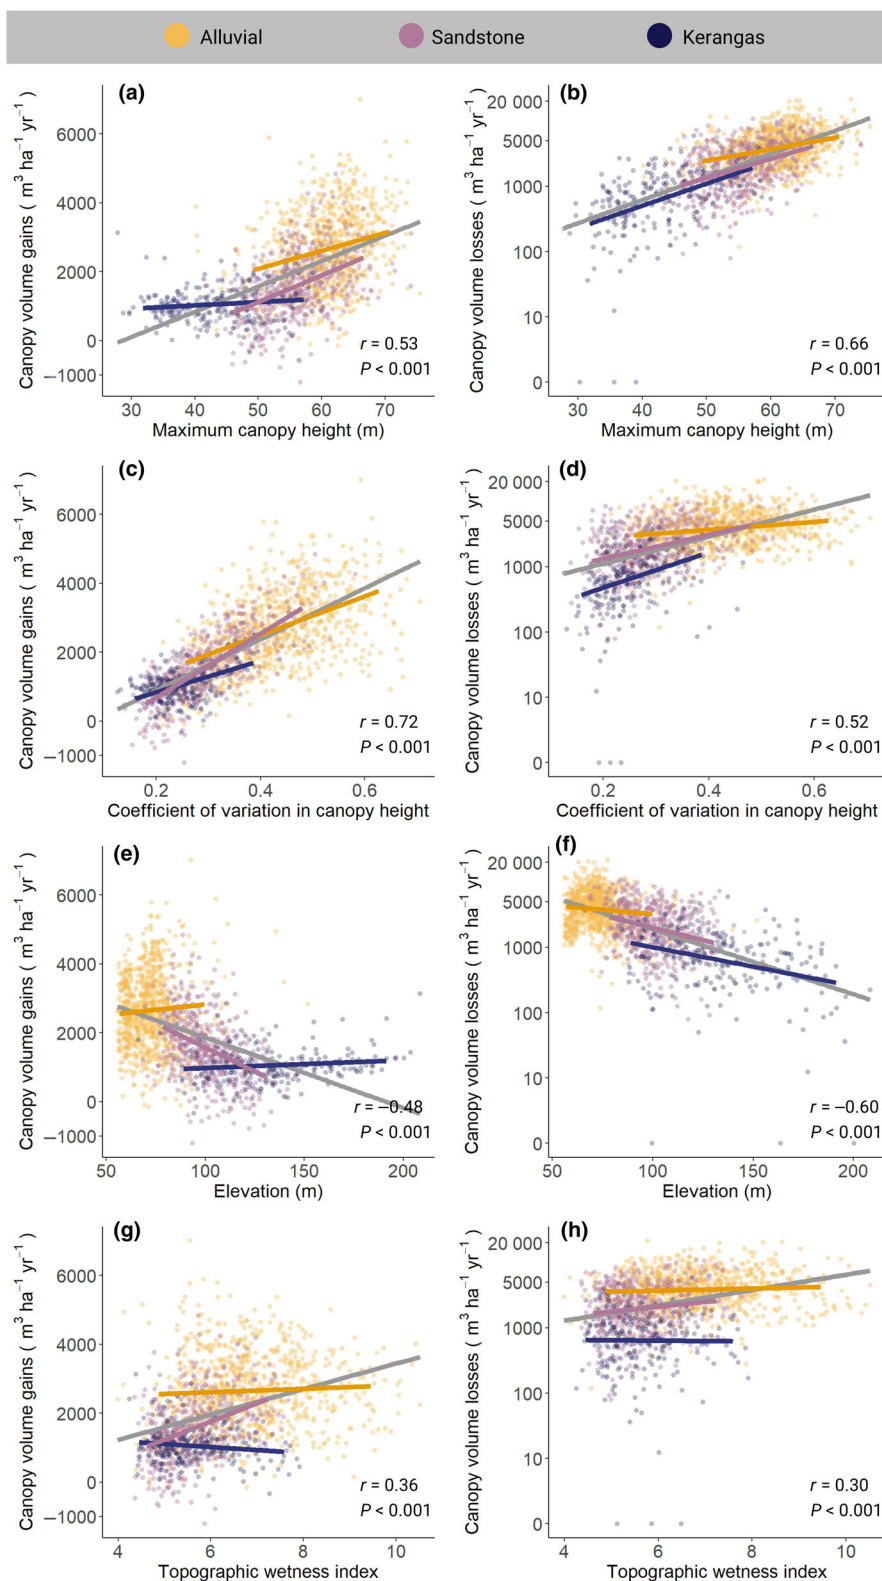 Alluvial Sandstone Kerangas
(a)
Canopy volume gains ( m³ ha⁻¹ yr⁻¹ )
6000
4000
2000
0
−1000
r = 0.53
P < 0.001
30 40 50 60 70
Maximum canopy height (m)
(b)
Canopy volume losses ( m³ ha⁻¹ yr⁻¹ )
20 000
5000
1000
100
10
0
r = 0.66
P < 0.001
30 40 50 60 70
Maximum canopy height (m)
(c)
Canopy volume gains ( m³ ha⁻¹ yr⁻¹ )
6000
4000
2000
0
−1000
r = 0.72
P < 0.001
0.2 0.4 0.6
Coefficient of variation in canopy height
(d)
Canopy volume losses ( m³ ha⁻¹ yr⁻¹ )
20 000
5000
1000
100
10
0
r = 0.52
P < 0.001
0.2 0.4 0.6
Coefficient of variation in canopy height
(e)
Canopy volume gains ( m³ ha⁻¹ yr⁻¹ )
6000
4000
2000
0
−1000
r = −0.48
P < 0.001
50 100 150 200
Elevation (m)
(f)
Canopy volume losses ( m³ ha⁻¹ yr⁻¹ )
20 000
5000
1000
100
10
0
r = −0.60
P < 0.001
50 100 150 200
Elevation (m)
(g)
Canopy volume gains ( m³ ha⁻¹ yr⁻¹ )
6000
4000
2000
0
−1000
r = 0.36
P < 0.001
4 6 8 10
Topographic wetness index
(h)
Canopy volume losses ( m³ ha⁻¹ yr⁻¹ )
20 000
5000
1000
100
10
0
r = 0.30
P < 0.001
4 6 8 10
Topographic wetness index